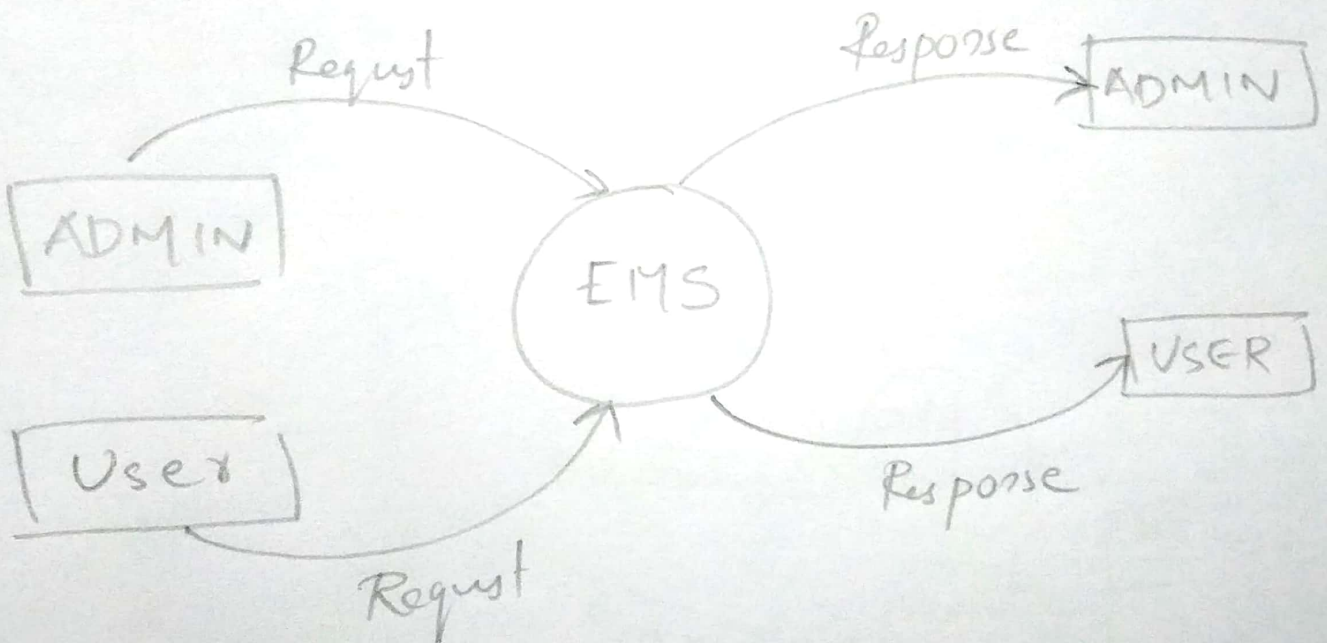 Requst
Response
ADMIN
ADMIN
EMS
USER
User
Response
Requst